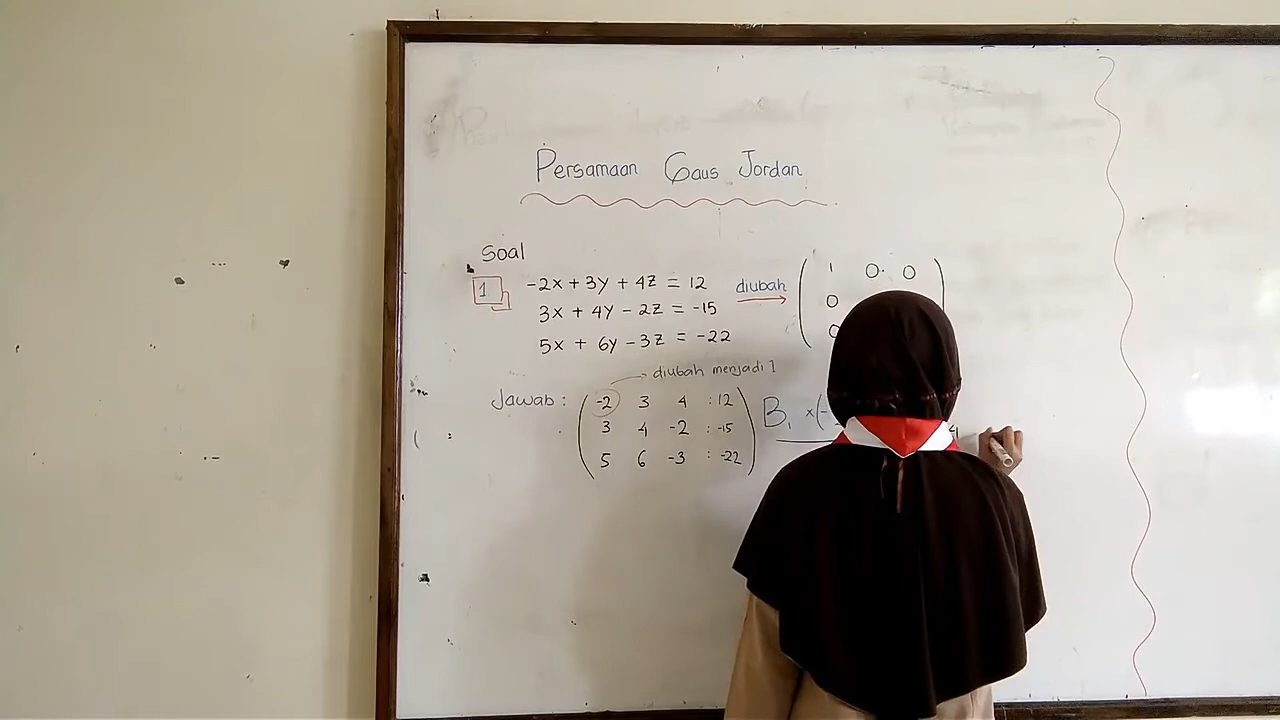 Persamaan Gaus Jordan
Soal
1 -2x + 3y + 4z = 12 diubah 1 0 0
3x + 4y - 2z = -15 0
5x + 6y - 3z = -22 0
diubah menjadi 1
Jawab : -2 3 4 : 12 B₁ ×(-
3 4 -2 : -15
5 6 -3 : -22